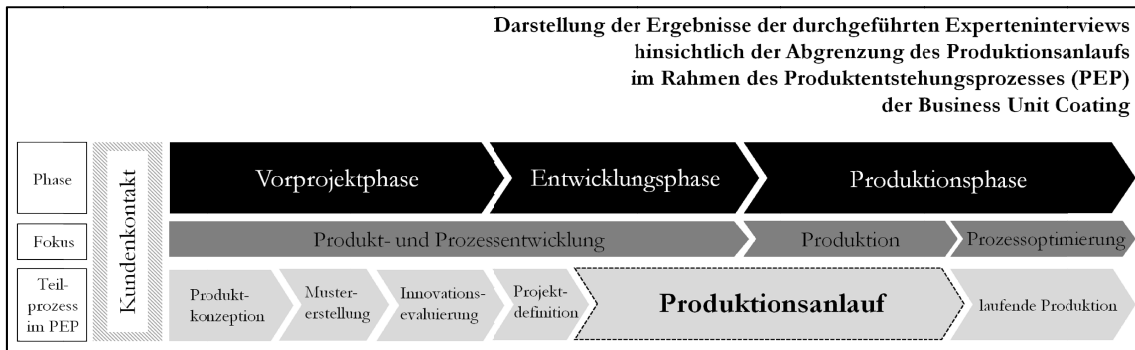 Darstellung der Ergebnisse der durchgeführten Experteninterviews
hinsichtlich der Abgrenzung des Produktionsanlaufs
im Rahmen des Produktentstehungsprozesses (PEP)
der Business Unit Coating
Phase
Kundenkontakt
Vorprojektphase
Entwicklungsphase
Produktionsphase
Fokus
Produkt- und Prozessentwicklung
Produktion
Prozessoptimierung
Teil-
prozess
im PEP
Produkt-
konzeption
Muster-
erstellung
Innovations-
evaluierung
Projekt-
definition
Produktionsanlauf
laufende Produktion